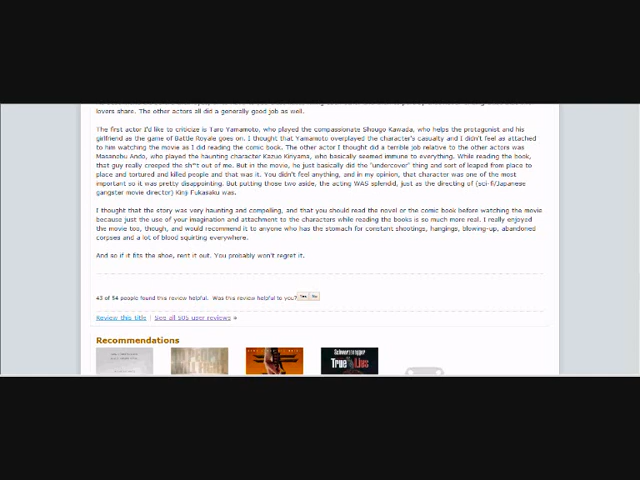 lovers share. The other actors all did a generally good job as well.
The first actor I'd like to criticize is Taro Yamamoto, who played the compassionate Shougo Kawada, who helps the protagonist and his
girlfriend as the game of Battle Royale goes on. I thought that Yamamoto overplayed the character's casualty and I didn't feel as attached
to him watching the movie as I did reading the comic book. The other actor I thought did a terrible job relative to the other actors was
Masanobu Ando, who played the haunting character Kazuo Kiriyama, who basically seemed immune to everything. While reading the book,
that guy really creeped the sh*t out of me. But in the movie, he just basically did the "undercover" thing and sort of leaped from place to
place and tortured and killed people and that was it. You didn't feel anything, and in my opinion, that character was one of the most
important so it was pretty disappointing. But putting those two aside, the acting WAS splendid, just as the directing of (sci-fi/Japanese
gangster movie director) Kinji Fukasaku was.
I thought that the story was very haunting and compelling, and that you should read the novel or the comic book before watching the movie
because just the use of your imagination and attachment to the characters while reading the books is so much more real. I really enjoyed
the movie too, though, and would recommend it to anyone who has the stomach for constant shootings, hangings, blowing-up, abandoned
corpses and a lot of blood squirting everywhere.
And so if it fits the shoe, rent it out. You probably won't regret it.
43 of 54 people found this review helpful. Was this review helpful to you? Yes No
Review this title | See all 505 user reviews »
Recommendations
Schwarzenegger
True Lies